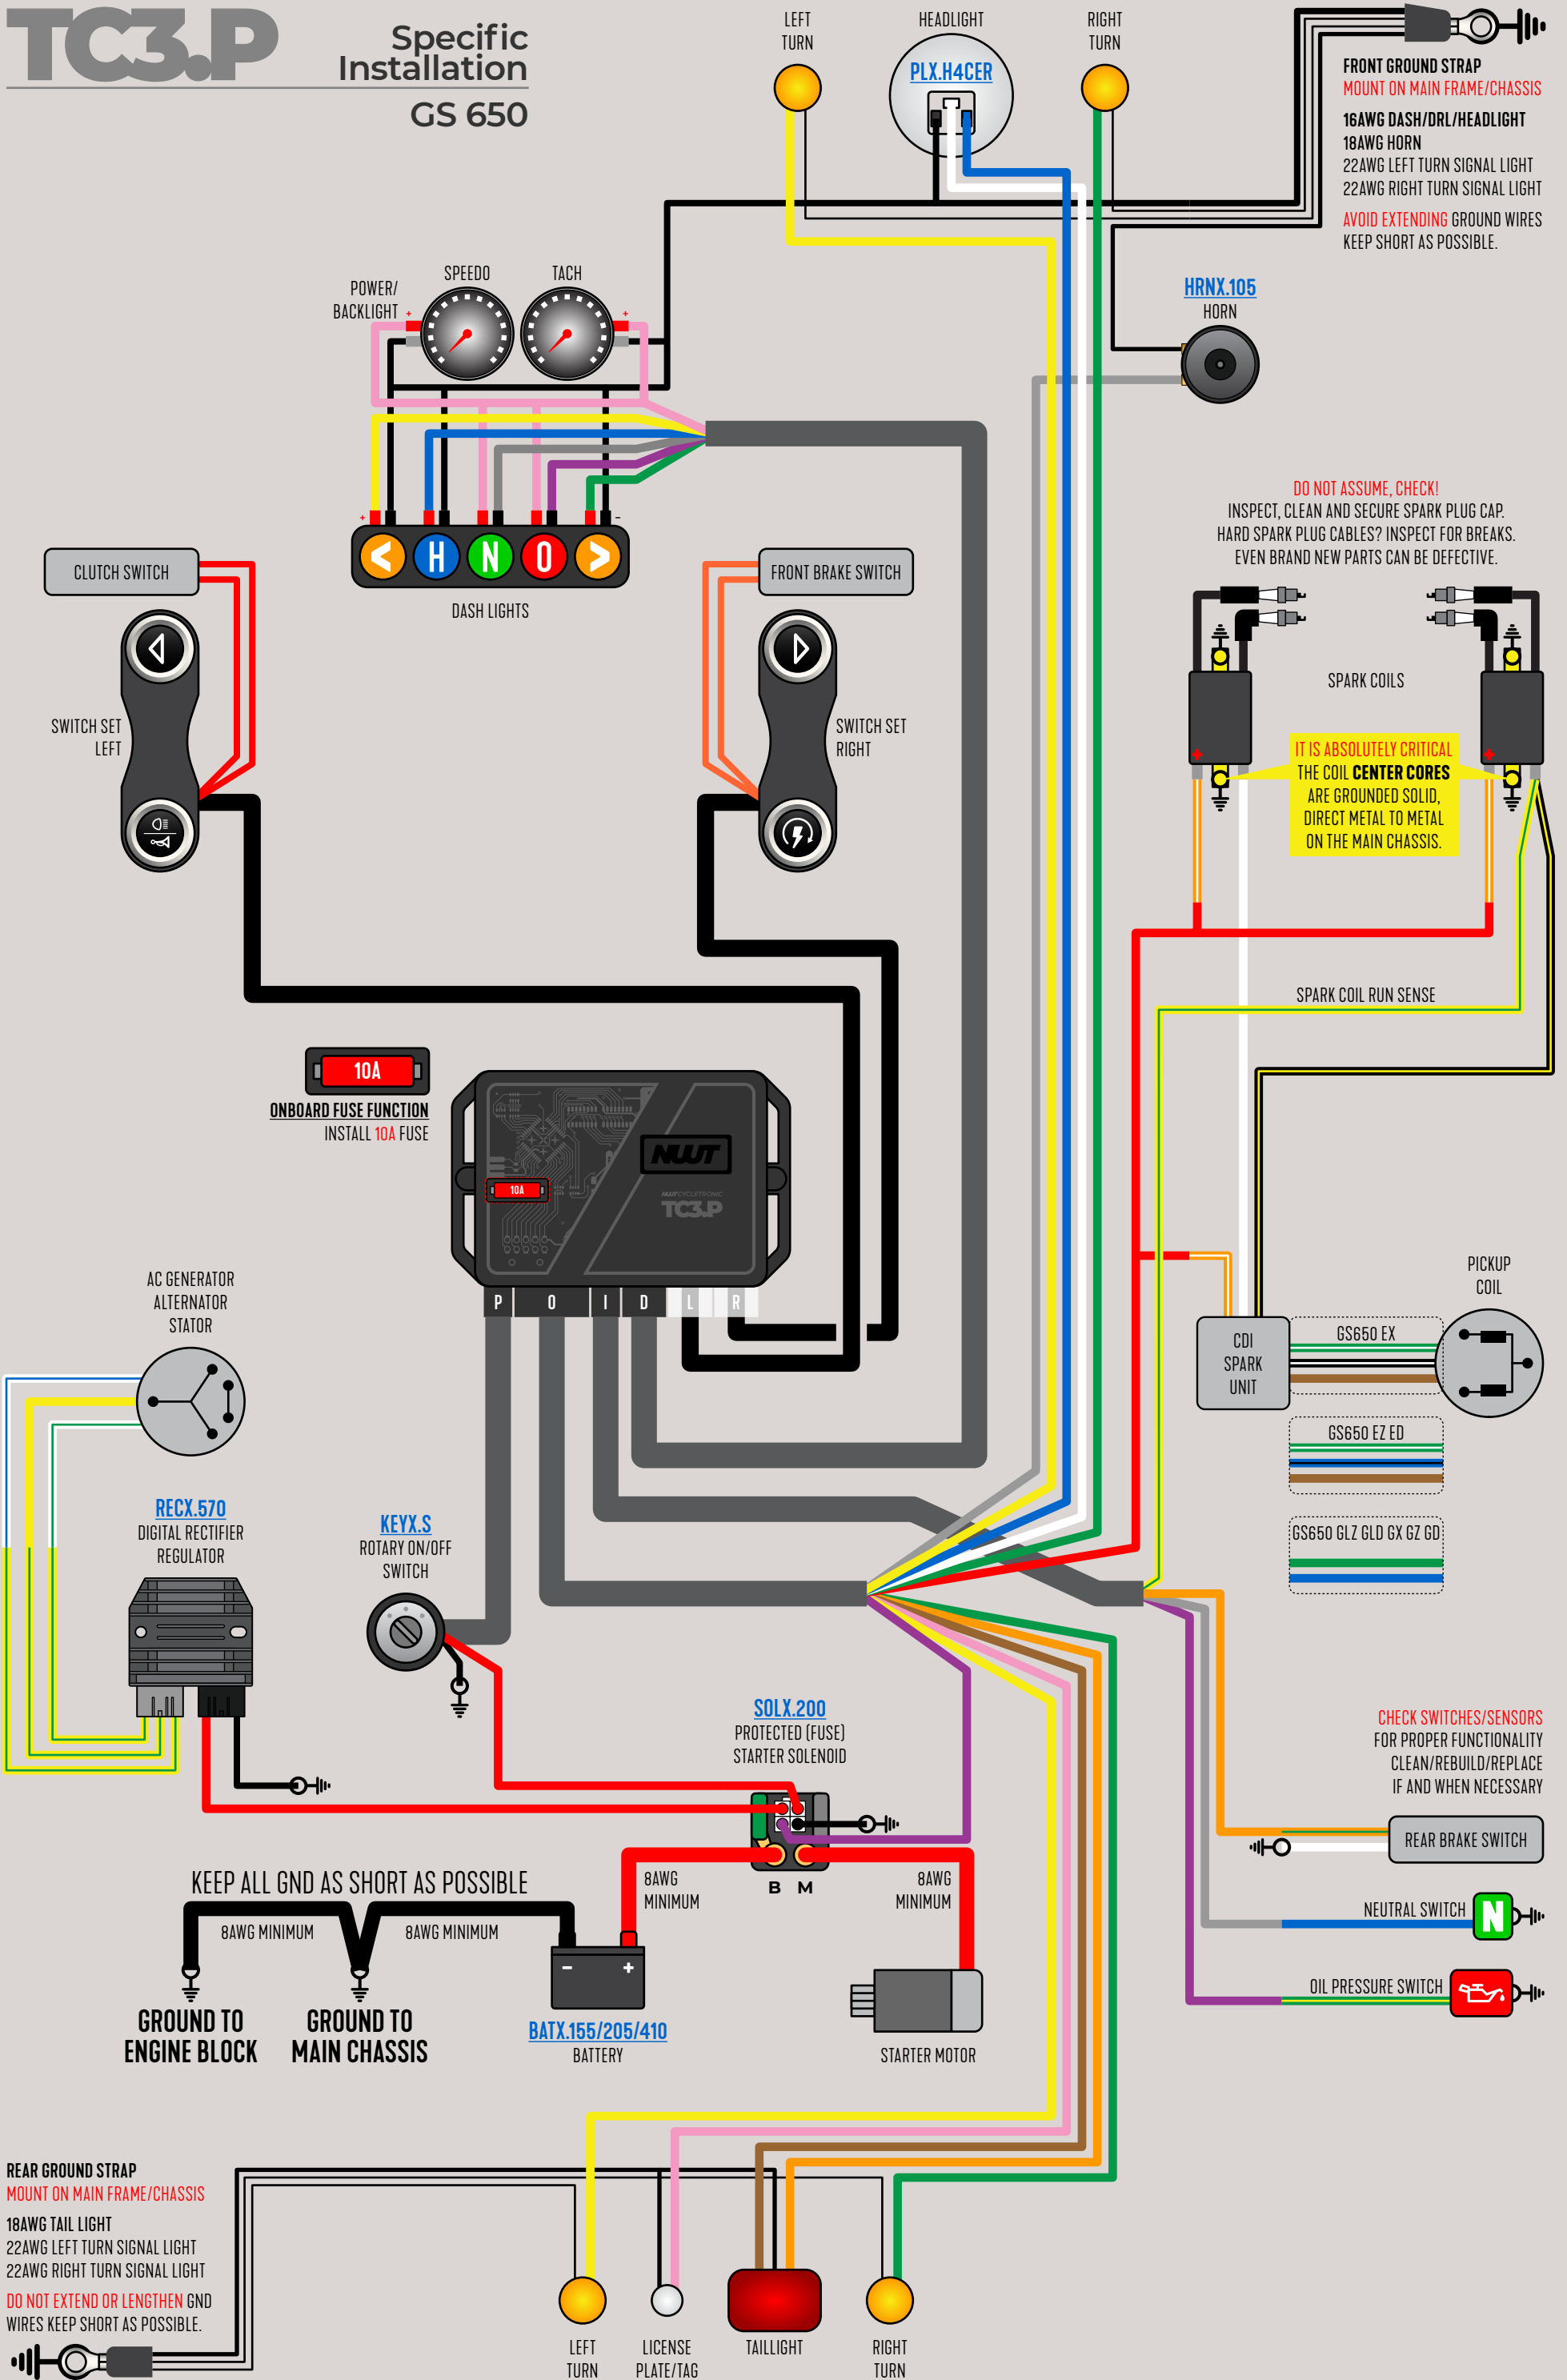 TC3.P
Specific
Installation
GS 650
LEFT
TURN
HEADLIGHT
PLX.H4CER
RIGHT
TURN
FRONT GROUND STRAP
MOUNT ON MAIN FRAME/CHASSIS
16AWG DASH/DRL/HEADLIGHT
18AWG HORN
22AWG LEFT TURN SIGNAL LIGHT
22AWG RIGHT TURN SIGNAL LIGHT
AVOID EXTENDING GROUND WIRES
KEEP SHORT AS POSSIBLE.
POWER/
BACKLIGHT
SPEEDO
TACH
+
+
HRNX.105
HORN
+
-
< H N O >
DASH LIGHTS
CLUTCH SWITCH
FRONT BRAKE SWITCH
SWITCH SET
LEFT
SWITCH SET
RIGHT
DO NOT ASSUME, CHECK!
INSPECT, CLEAN AND SECURE SPARK PLUG CAP.
HARD SPARK PLUG CABLES? INSPECT FOR BREAKS.
EVEN BRAND NEW PARTS CAN BE DEFECTIVE.
SPARK COILS
+
+
IT IS ABSOLUTELY CRITICAL
THE COIL CENTER CORES
ARE GROUNDED SOLID,
DIRECT METAL TO METAL
ON THE MAIN CHASSIS.
SPARK COIL RUN SENSE
10A
ONBOARD FUSE FUNCTION
INSTALL 10A FUSE
NWT
10A
NWT CYCLETRONIC
TC3.P
P O I D L R
AC GENERATOR
ALTERNATOR
STATOR
RECX.570
DIGITAL RECTIFIER
REGULATOR
KEYX.S
ROTARY ON/OFF
SWITCH
PICKUP
COIL
CDI
SPARK
UNIT
GS650 EX
GS650 EZ ED
GS650 GLZ GLD GX GZ GD
SOLX.200
PROTECTED (FUSE)
STARTER SOLENOID
B M
8AWG
MINIMUM
8AWG
MINIMUM
KEEP ALL GND AS SHORT AS POSSIBLE
8AWG MINIMUM
8AWG MINIMUM
GROUND TO
ENGINE BLOCK
GROUND TO
MAIN CHASSIS
- +
BATX.155/205/410
BATTERY
STARTER MOTOR
CHECK SWITCHES/SENSORS
FOR PROPER FUNCTIONALITY
CLEAN/REBUILD/REPLACE
IF AND WHEN NECESSARY
REAR BRAKE SWITCH
NEUTRAL SWITCH
N
OIL PRESSURE SWITCH
REAR GROUND STRAP
MOUNT ON MAIN FRAME/CHASSIS
18AWG TAIL LIGHT
22AWG LEFT TURN SIGNAL LIGHT
22AWG RIGHT TURN SIGNAL LIGHT
DO NOT EXTEND OR LENGTHEN GND
WIRES KEEP SHORT AS POSSIBLE.
LEFT
TURN
LICENSE
PLATE/TAG
TAILLIGHT
RIGHT
TURN